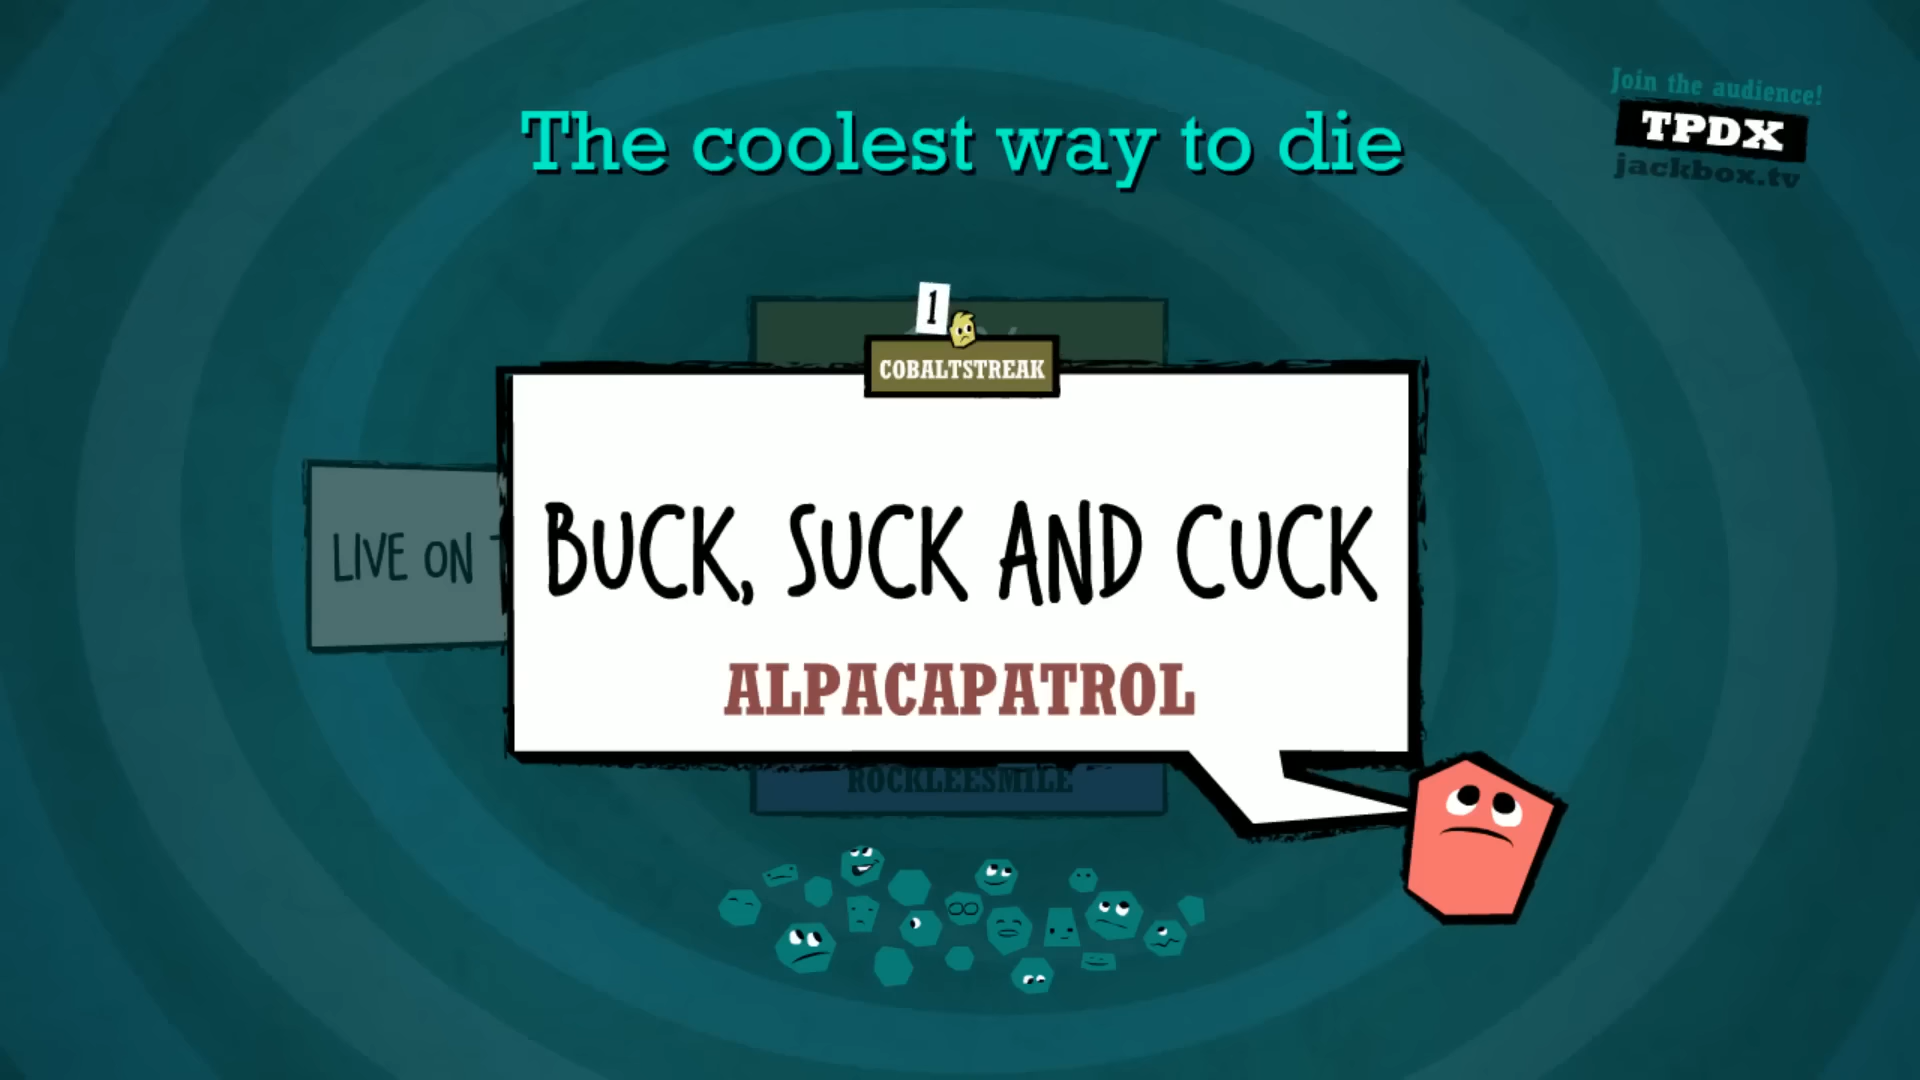 Join the audience!
TPDX
jackbox.tv
The coolest way to die
1
COBALTSTREAK
LIVE ON
BUCK, SUCK AND CUCK
ALPACAPATROL
ROCKLEESMILE